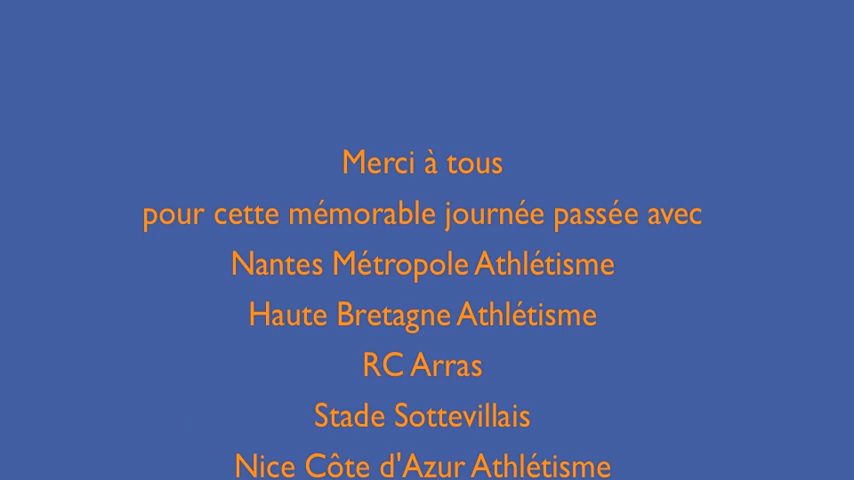 Merci à tous
pour cette mémorable journée passée avec
Nantes Métropole Athlétisme
Haute Bretagne Athlétisme
RC Arras
Stade Sottevillais
Nice Côte d'Azur Athlétisme